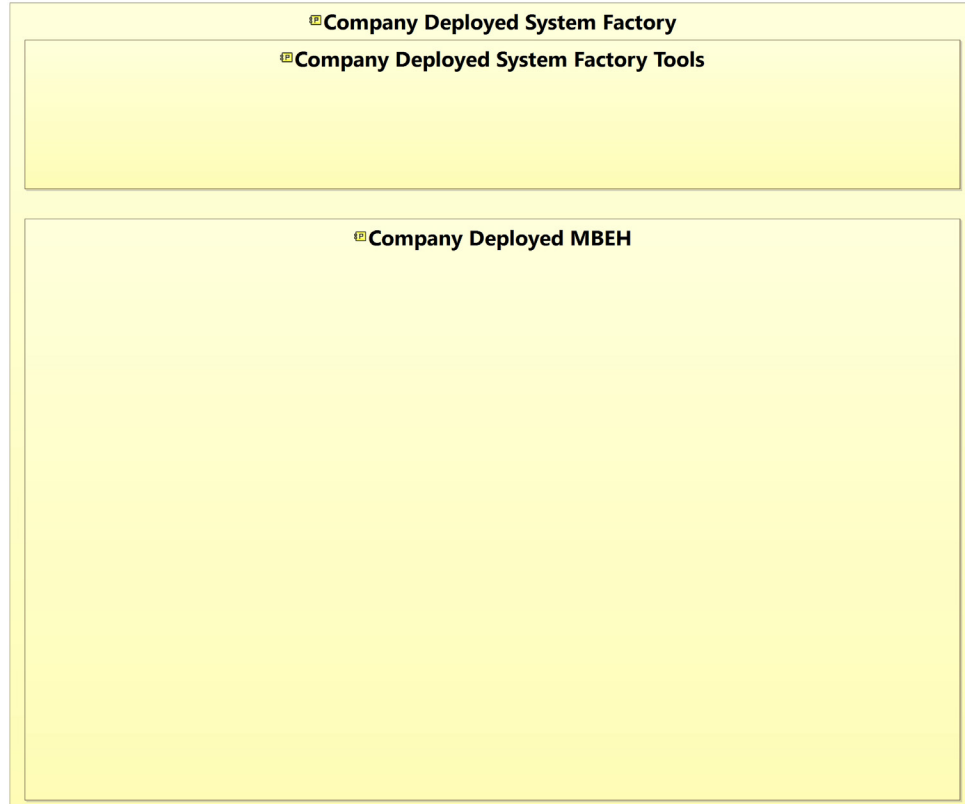 Company Deployed System Factory
Company Deployed System Factory Tools
Company Deployed MBEH